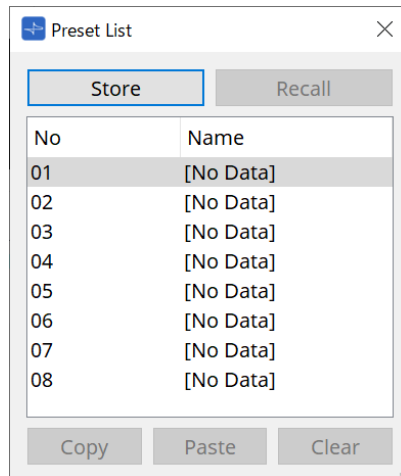 Preset List
Store Recall
No Name
01 [No Data]
02 [No Data]
03 [No Data]
04 [No Data]
05 [No Data]
06 [No Data]
07 [No Data]
08 [No Data]
Copy Paste Clear